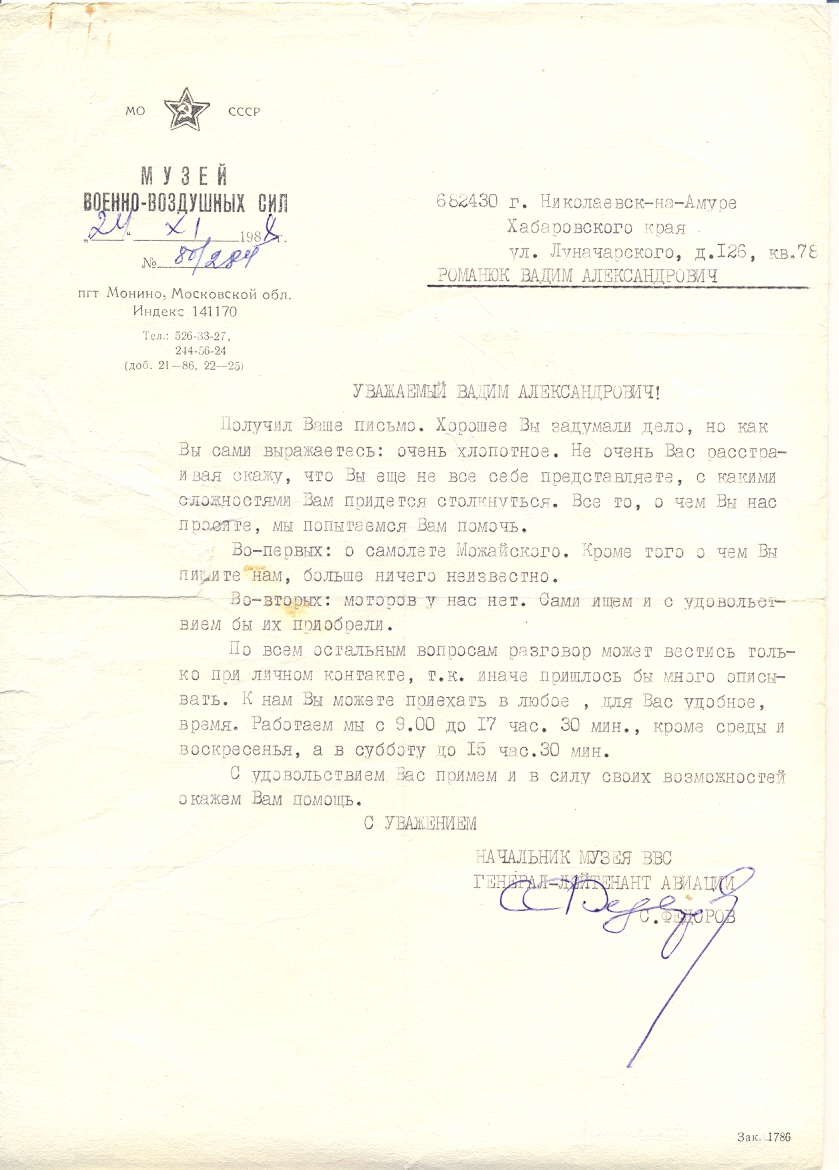 МО СССР
МУЗЕЙ
ВОЕННО-ВОЗДУШНЫХ СИЛ
„24" XI 1988 г.
№ 80/284
пгт Монино, Московской обл.
Индекс 141170
Тел.: 526-33-27,
244-56-24
(доб. 21—86, 22—25)
682430 г. Николаевск-на-Амуре
Хабаровского края
ул. Луначарского, д.126, кв.78
РОМАНЮК ВАДИМ АЛЕКСАНДРОВИЧ
УВАЖАЕМЫЙ ВАДИМ АЛЕКСАНДРОВИЧ!
Получил Ваше письмо. Хорошее Вы задумали дело, но как
Вы сами выражаетесь: очень хлопотное. Не очень Вас расстра-
ивая скажу, что Вы еще не все себе представляете, с какими
сложностями Вам придется столкнуться. Все то, о чем Вы нас
просите, мы попытаемся Вам помочь.
Во-первых: о самолете Можайского. Кроме того о чем Вы
пишите нам, больше ничего неизвестно.
Во-вторых: моторов у нас нет. Сами ищем и с удовольст-
вием бы их приобрели.
По всем остальным вопросам разговор может вестись толь-
ко при личном контакте, т.к. иначе пришлось бы много описы-
вать. К нам Вы можете приехать в любое , для Вас удобное,
время. Работаем мы с 9.00 до 17 час. 30 мин., кроме среды и
воскресенья, а в субботу до 15 час.30 мин.
С удовольствием Вас примем и в силу своих возможностей
окажем Вам помощь.
С УВАЖЕНИЕМ
НАЧАЛЬНИК МУЗЕЯ ВВС
ГЕНЕРАЛ-ЛЕЙТЕНАНТ АВИАЦИИ
С.ФЕДОРОВ
Зак. 1786